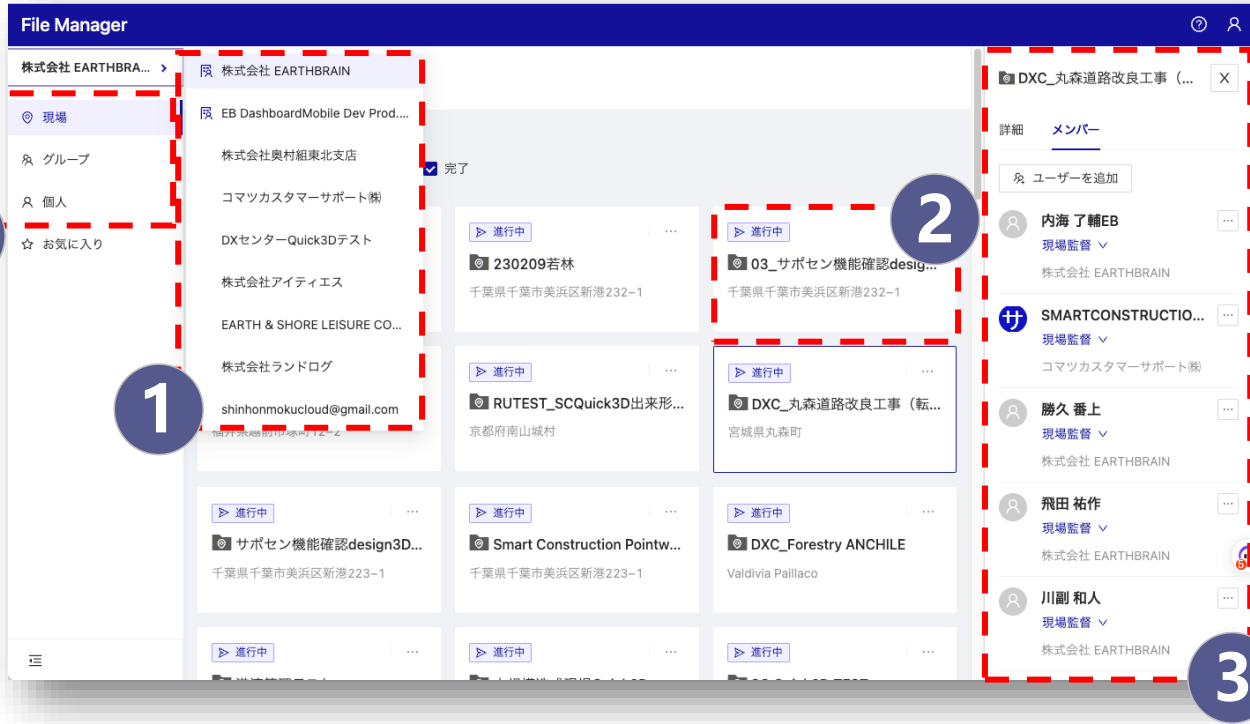 File Manager
株式会社 EARTHBRA...
現場
グループ
個人
お気に入り
株式会社 EARTHBRAIN
EB DashboardMobile Dev Prod....
株式会社奥村組東北支店
コマツカスタマーサポート㈱
DXセンターQuick3Dテスト
株式会社アイティエス
EARTH & SHORE LEISURE CO...
株式会社ランドログ
shinhonmokucloud@gmail.com
1
完了
進行中
230209若林
千葉県千葉市美浜区新港232-1
進行中
03_サポセン機能確認desig...
千葉県千葉市美浜区新港232-1
2
進行中
RUTEST_SCQuick3D出来形...
京都府南山城村
進行中
DXC_丸森道路改良工事（転...
宮城県丸森町
進行中
サポセン機能確認design3D...
千葉県千葉市美浜区新港223-1
進行中
Smart Construction Pointw...
千葉県千葉市美浜区新港223-1
進行中
DXC_Forestry ANCHILE
Valdivia Paillaco
進行中
進行中
進行中
DXC_丸森道路改良工事（...
X
詳細 メンバー
ユーザーを追加
内海 了輔EB
現場監督
株式会社 EARTHBRAIN
サ
SMARTCONSTRUCTIO...
現場監督
コマツカスタマーサポート㈱
勝久 番上
現場監督
株式会社 EARTHBRAIN
飛田 祐作
現場監督
株式会社 EARTHBRAIN
5
川副 和人
現場監督
株式会社 EARTHBRAIN
3